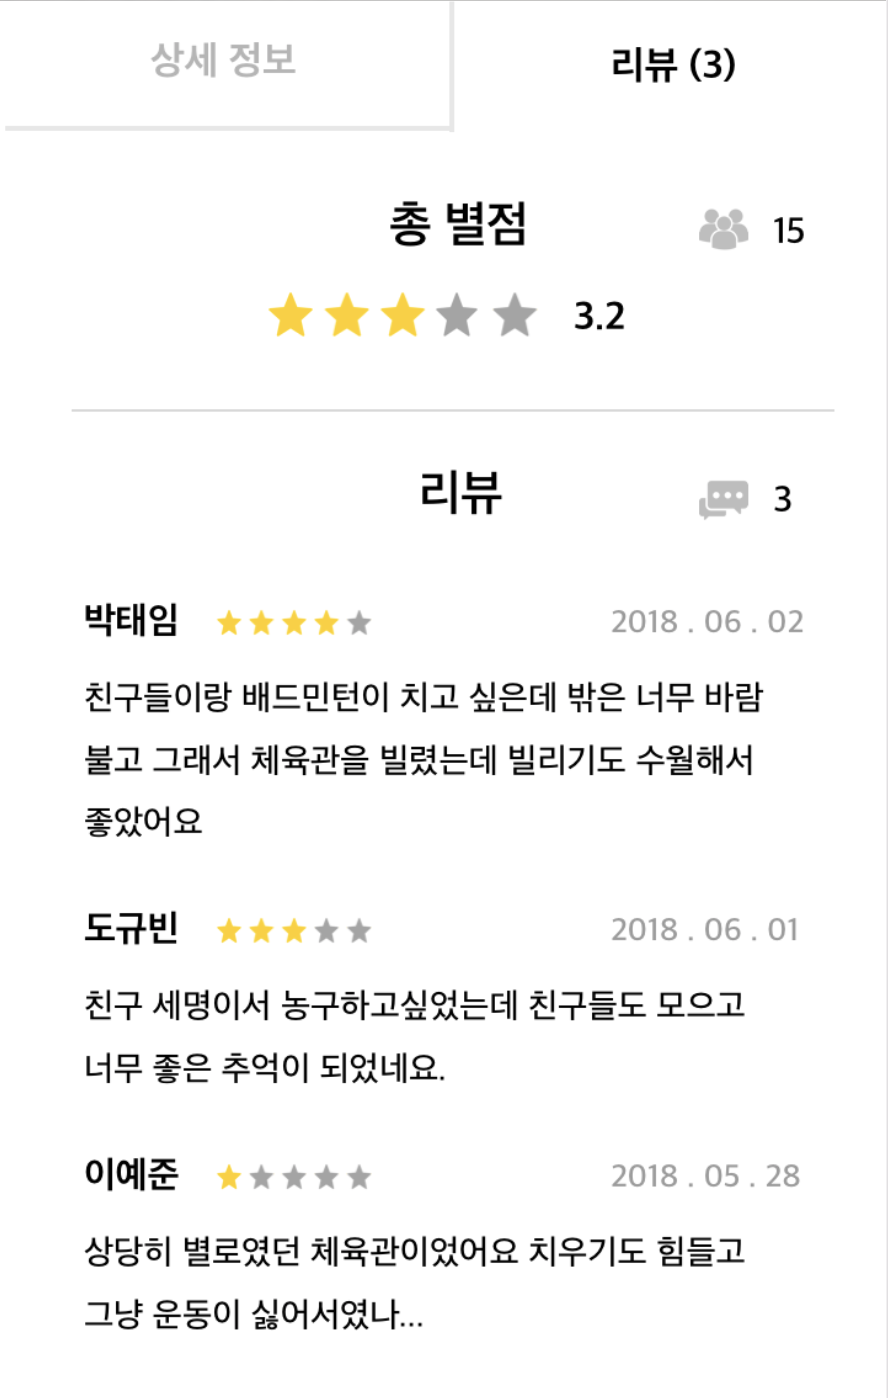 상세 정보
리뷰 (3)
총 별점
15
3.2
리뷰
3
박태임
2018 . 06 . 02
친구들이랑 배드민턴이 치고 싶은데 밖은 너무 바람
불고 그래서 체육관을 빌렸는데 빌리기도 수월해서
좋았어요
도규빈
2018 . 06 . 01
친구 세명이서 농구하고싶었는데 친구들도 모으고
너무 좋은 추억이 되었네요.
이예준
2018 . 05 . 28
상당히 별로였던 체육관이었어요 치우기도 힘들고
그냥 운동이 싫어서였나...